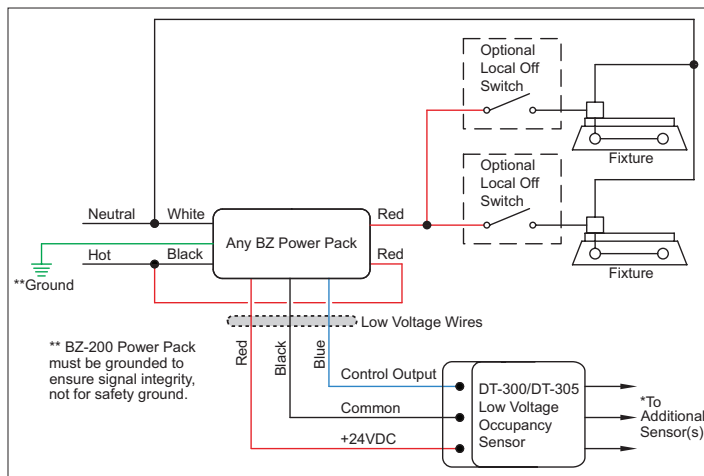 Optional
Local Off
Switch
Fixture
Optional
Local Off
Switch
Fixture
Neutral
White
Red
Any BZ Power Pack
Hot
Black
Red
**Ground
Low Voltage Wires
** BZ-200 Power Pack
must be grounded to
ensure signal integrity,
not for safety ground.
Red
Black
Blue
Control Output
Common
+24VDC
DT-300/DT-305
Low Voltage
Occupancy
Sensor
*To
Additional
Sensor(s)